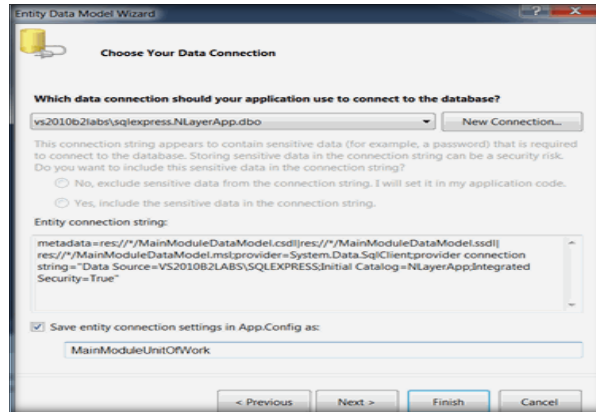 Entity Data Model Wizard
Choose Your Data Connection
Which data connection should your application use to connect to the database?
vs2010b2labs\sqlexpress.NLayerApp.dbo
New Connection...
This connection string appears to contain sensitive data (for example, a password) that is required
to connect to the database. Storing sensitive data in the connection string can be a security risk.
Do you want to include this sensitive data in the connection string?
No, exclude sensitive data from the connection string. I will set it in my application code.
Yes, include the sensitive data in the connection string.
Entity connection string:
metadata=res://*/MainModuleDataModel.csdl|res://*/MainModuleDataModel.ssdl|
res://*/MainModuleDataModel.msl;provider=System.Data.SqlClient;provider connection
string="Data Source=VS2010B2LABS\SQLEXPRESS;Initial Catalog=NLayerApp;Integrated
Security=True"
Save entity connection settings in App.Config as:
MainModuleUnitOfWork
< Previous
Next >
Finish
Cancel